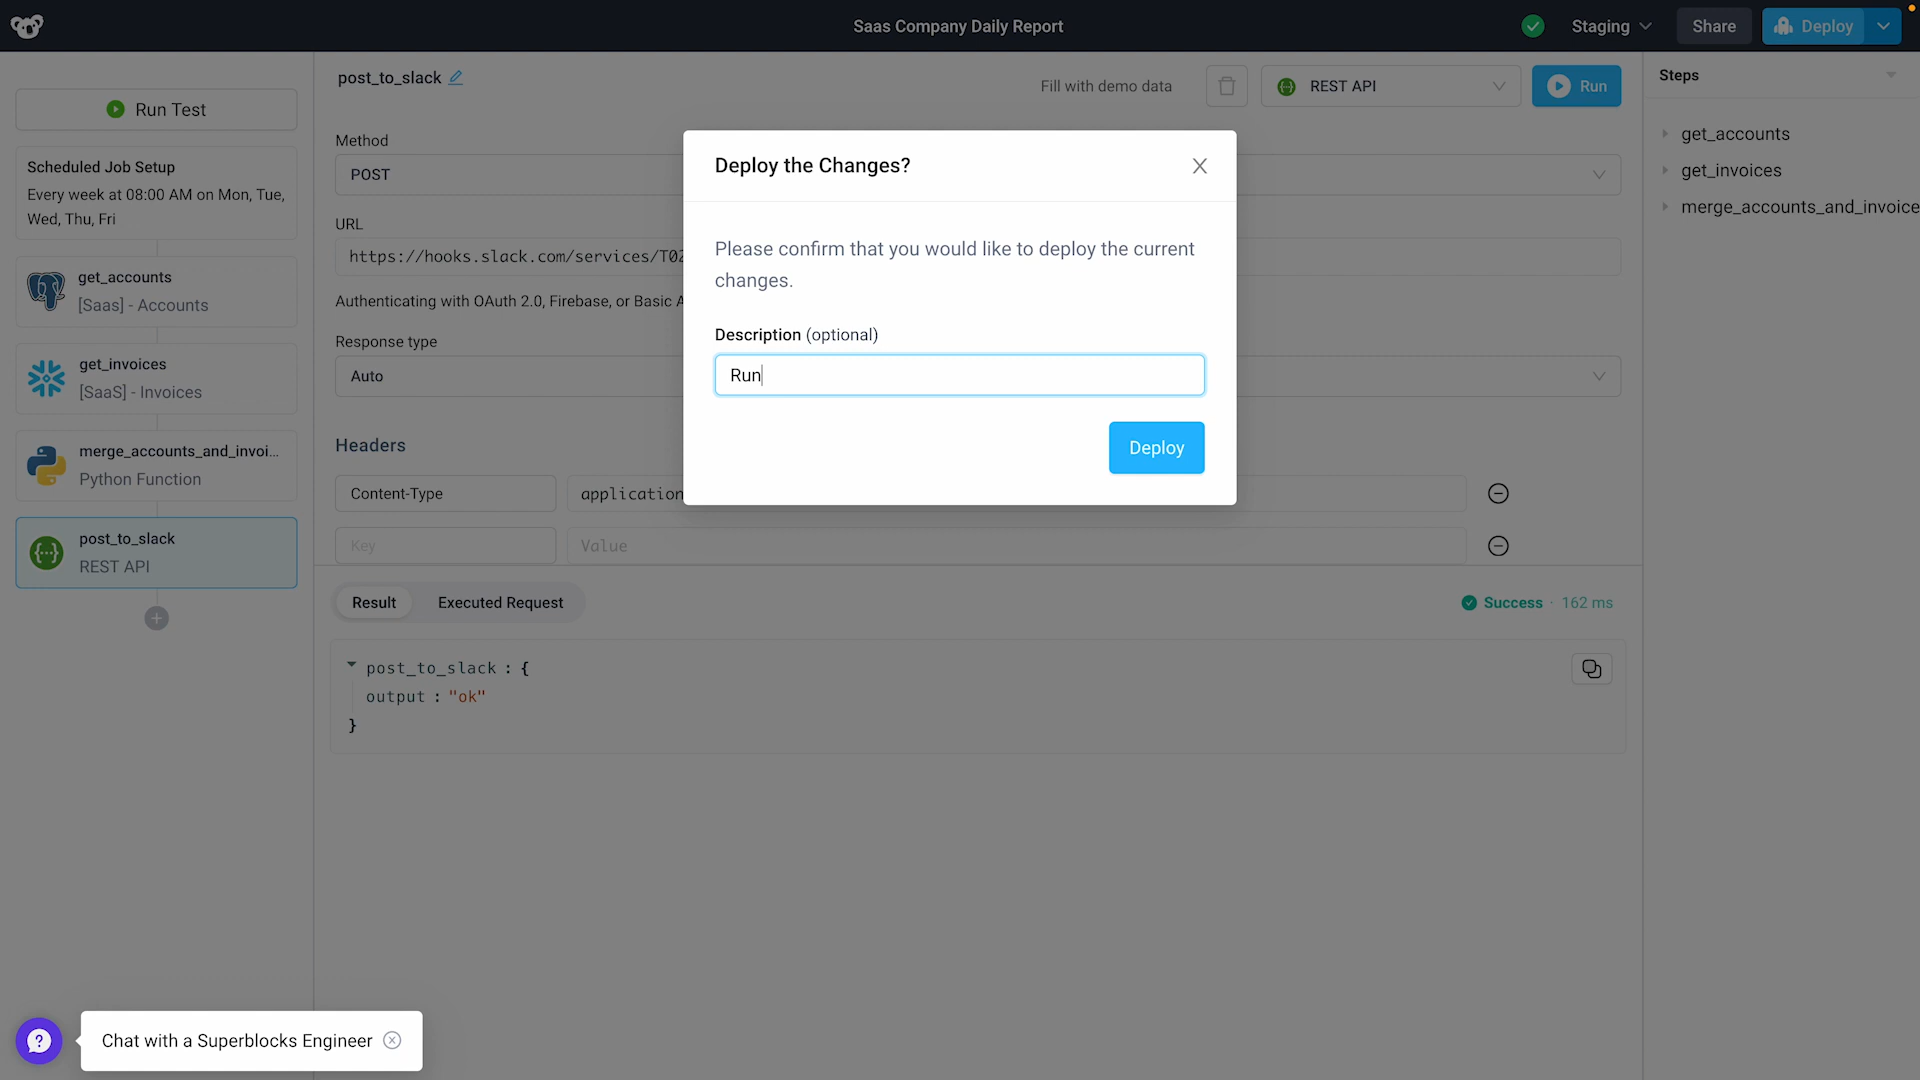 Saas Company Daily Report
Staging
Share
Deploy
Run Test
Scheduled Job Setup
Every week at 08:00 AM on Mon, Tue,
Wed, Thu, Fri
get_accounts
[Saas] - Accounts
get_invoices
[SaaS] - Invoices
merge_accounts_and_invoi...
Python Function
post_to_slack
REST API
post_to_slack
Fill with demo data
REST API
Run
Method
POST
URL
https://hooks.slack.com/services/T0
Authenticating with OAuth 2.0, Firebase, or Basic A
Response type
Auto
Headers
Content-Type
application
Key
Value
Deploy the Changes?
Please confirm that you would like to deploy the current
changes.
Description (optional)
Run
Deploy
Result
Executed Request
Success · 162 ms
post_to_slack : {
output : "ok"
}
Steps
get_accounts
get_invoices
merge_accounts_and_invoice
Chat with a Superblocks Engineer